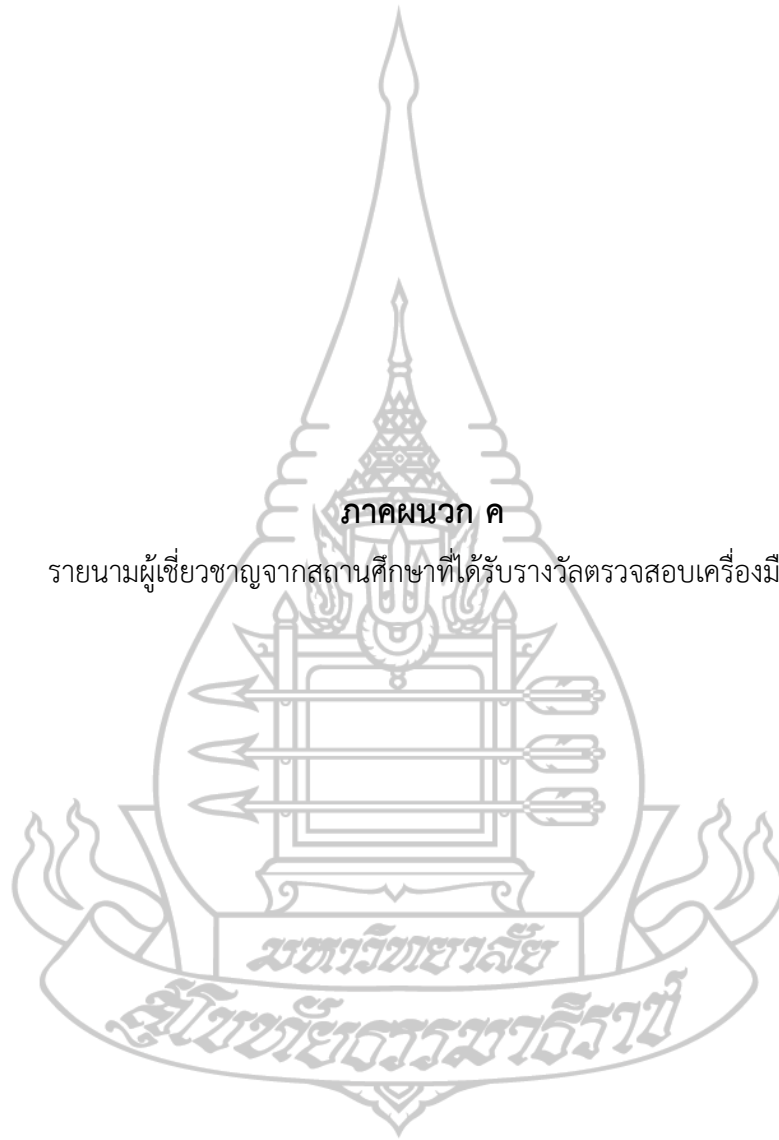 ภาคผนวก ค
รายนามผู้เชี่ยวชาญจากสถานศึกษาที่ได้รับรางวัลตรวจสอบเครื่องมื
มหาวิทยาลัย
สุโขทัยธรรมาธิราช